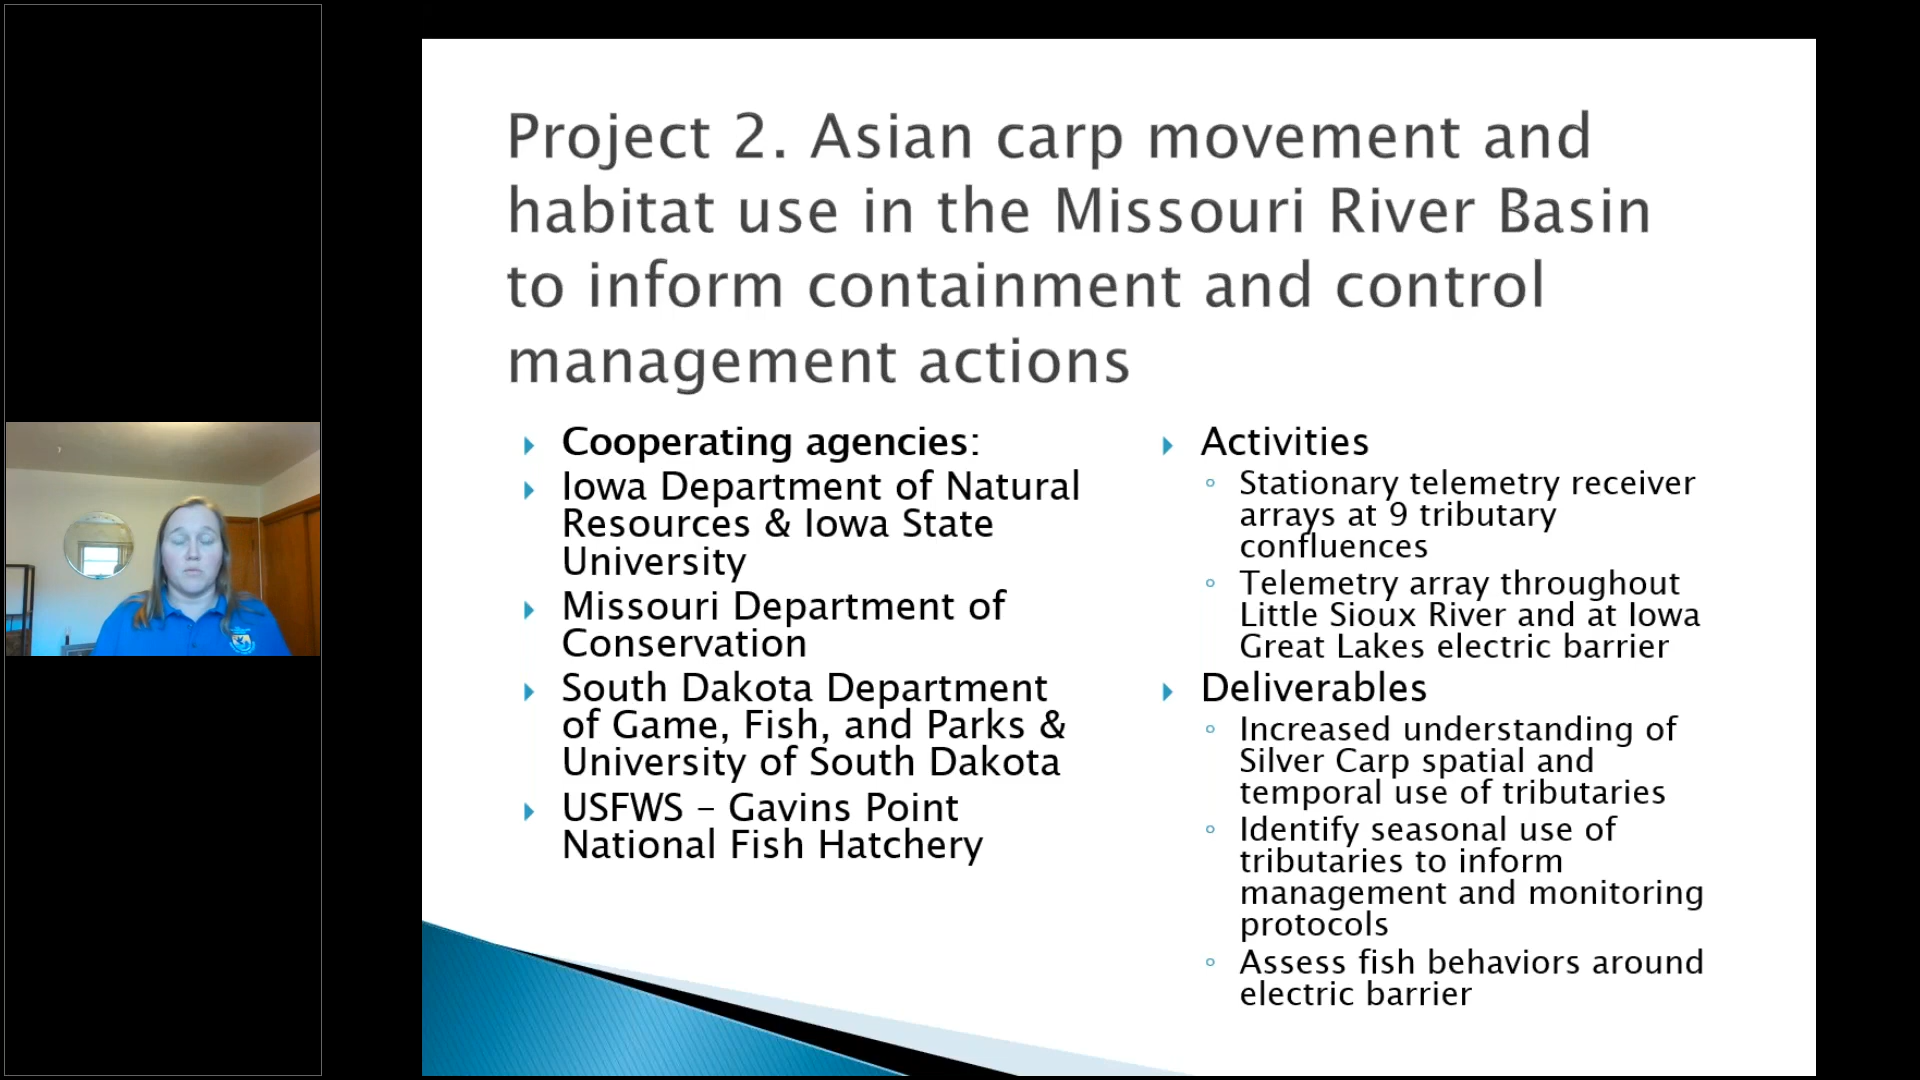 Project 2. Asian carp movement and
habitat use in the Missouri River Basin
to inform containment and control
management actions
Cooperating agencies:
Iowa Department of Natural
Resources & Iowa State
University
Missouri Department of
Conservation
South Dakota Department
of Game, Fish, and Parks &
University of South Dakota
USFWS – Gavins Point
National Fish Hatchery
Activities
Stationary telemetry receiver
arrays at 9 tributary
confluences
Telemetry array throughout
Little Sioux River and at Iowa
Great Lakes electric barrier
Deliverables
Increased understanding of
Silver Carp spatial and
temporal use of tributaries
Identify seasonal use of
tributaries to inform
management and monitoring
protocols
Assess fish behaviors around
electric barrier